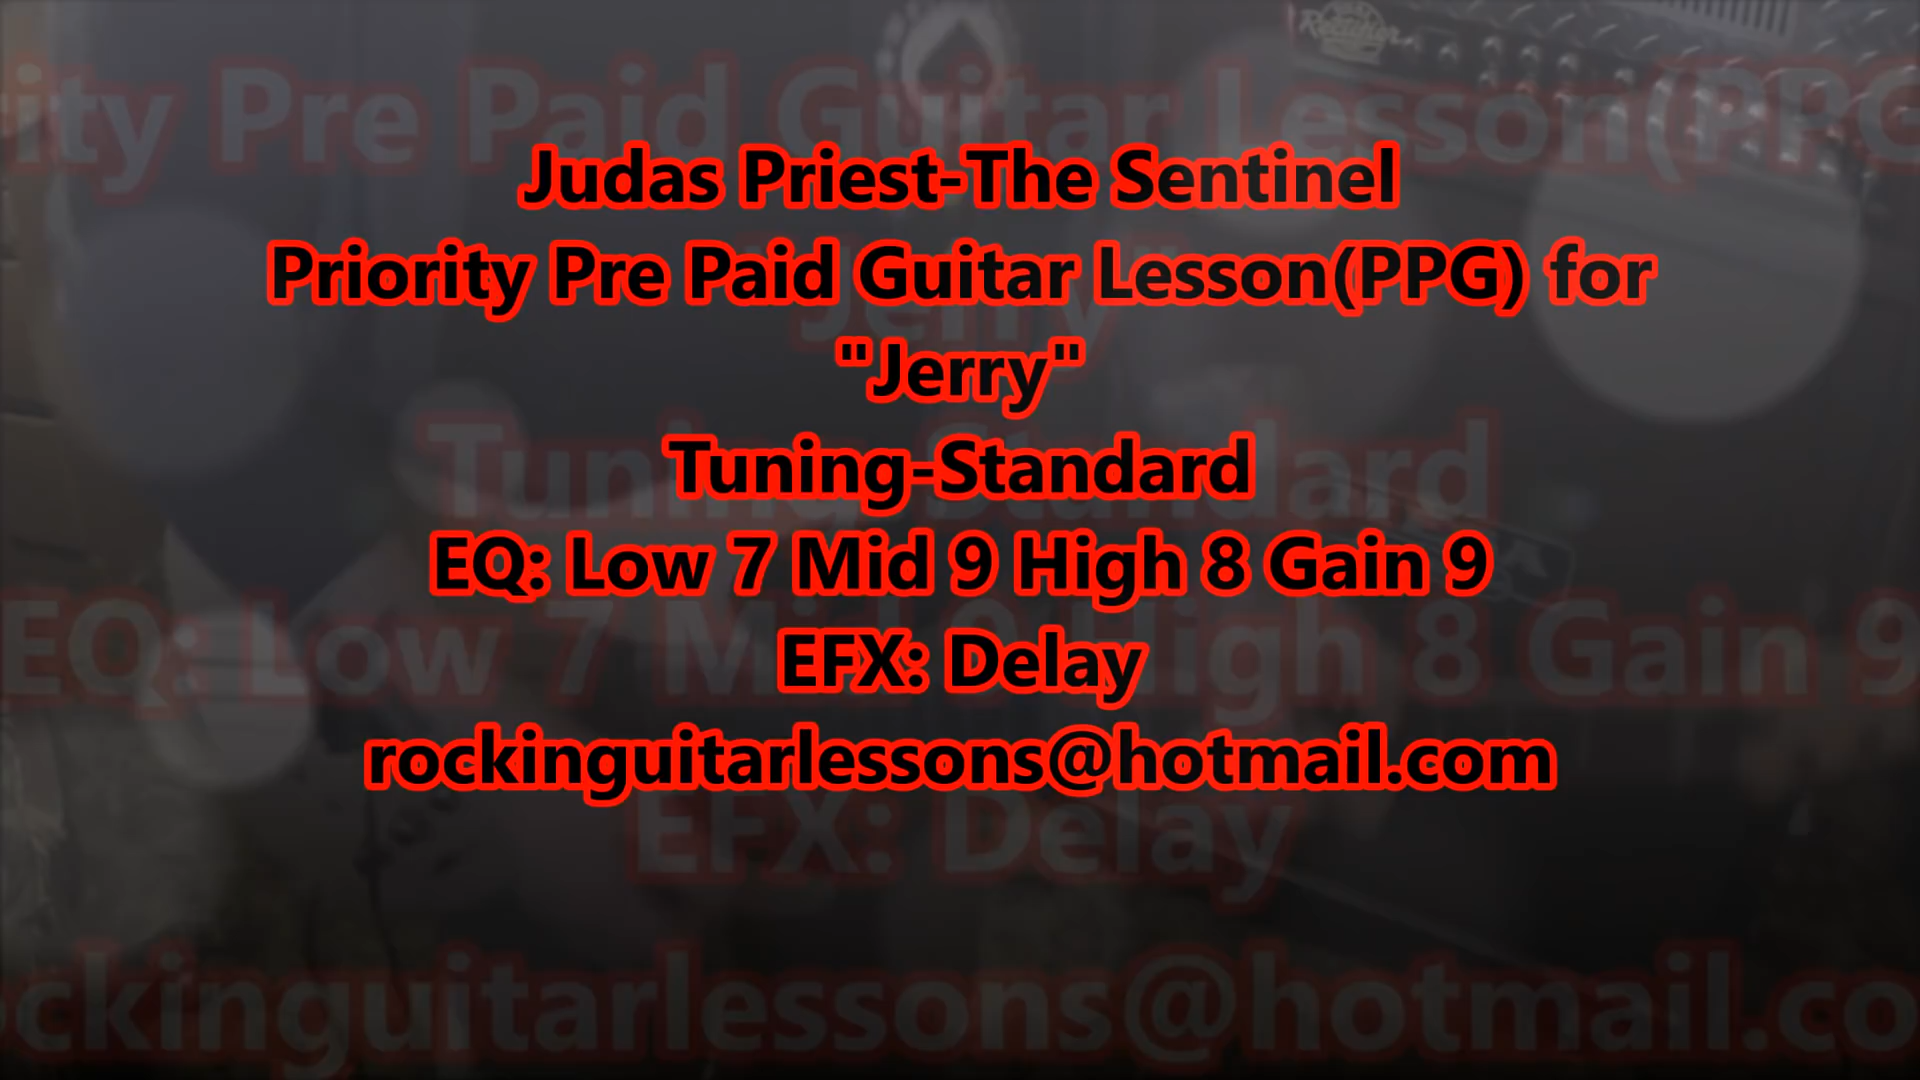 Judas Priest-The Sentinel
Priority Pre Paid Guitar Lesson(PPG) for
"Jerry"
Tuning-Standard
EQ: Low 7 Mid 9 High 8 Gain 9
EFX: Delay
rockinguitarlessons@hotmail.com